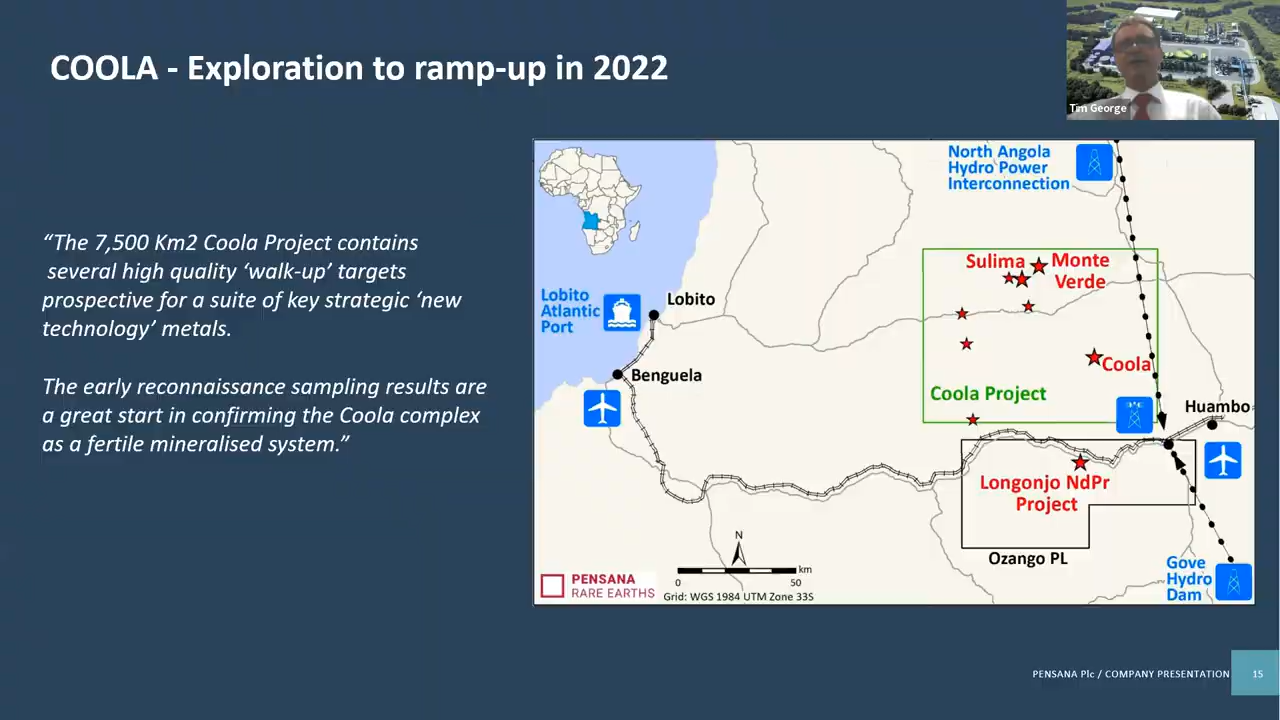 COOLA - Exploration to ramp-up in 2022
Tim George
“The 7,500 Km2 Coola Project contains
several high quality ‘walk-up’ targets
prospective for a suite of key strategic ‘new
technology’ metals.
The early reconnaissance sampling results are
a great start in confirming the Coola complex
as a fertile mineralised system.”
North Angola
Hydro Power
Interconnection
Sulima
Monte
Verde
Lobito
Atlantic
Port
Lobito
Benguela
Coola
Coola Project
Huambo
Longonjo NdPr
Project
Ozango PL
Gove
Hydro
Dam
N
km
0 50
Grid: WGS 1984 UTM Zone 33S
PENSANA
RARE EARTHS
PENSANA Plc / COMPANY PRESENTATION 15